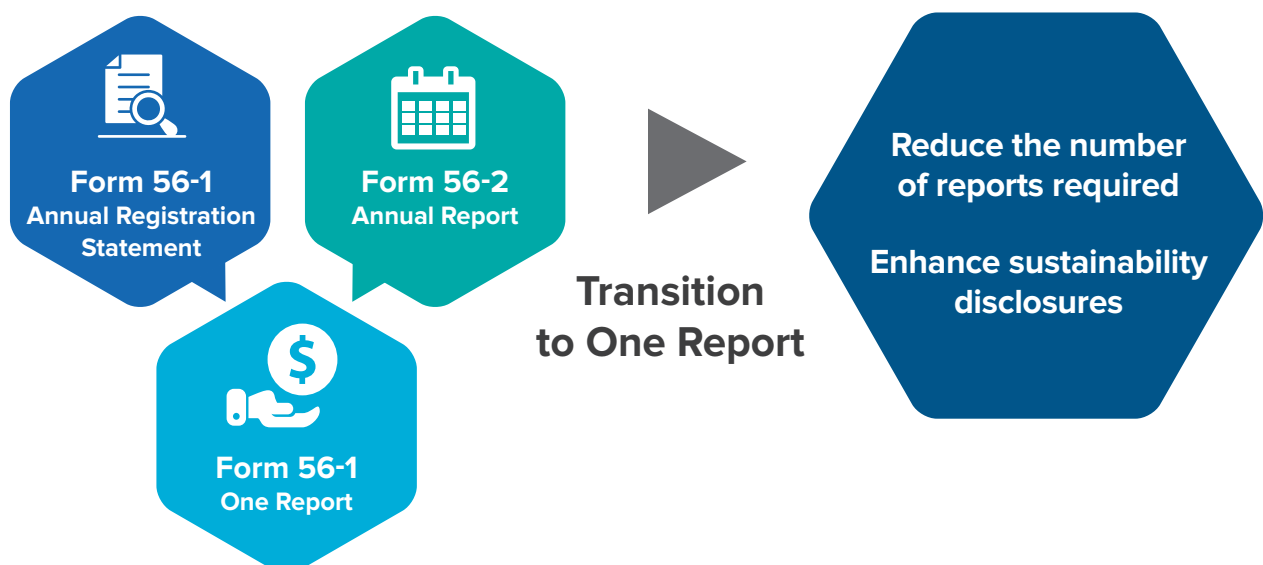 Form 56-1
Annual Registration
Statement
Form 56-2
Annual Report
$
Form 56-1
One Report
Transition
to One Report
Reduce the number
of reports required
Enhance sustainability
disclosures